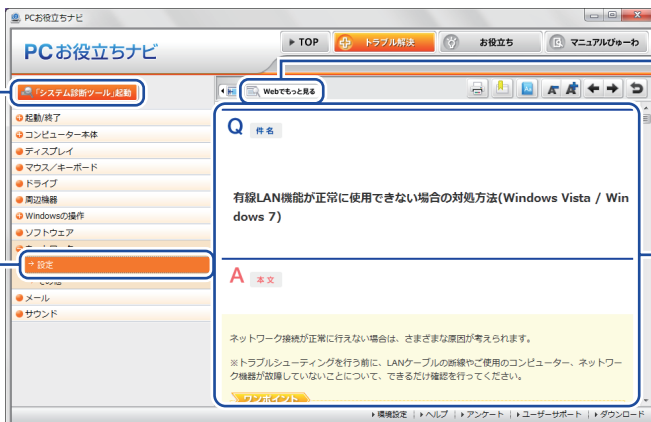 PCお役立ちナビ
PCお役立ちナビ
TOP
トラブル解決
お役立ち
マニュアルびゅーわ
「システム診断ツール」起動
Webでもっと見る
起動/終了
コンピューター本体
ディスプレイ
マウス/キーボード
ドライブ
周辺機器
Windowsの操作
ソフトウェア
設定
メール
サウンド
Q 件名
有線LAN機能が正常に使用できない場合の対処方法(Windows Vista / Win
dows 7)
A 本文
ネットワーク接続が正常に行えない場合は、さまざまな原因が考えられます。
※トラブルシューティングを行う前に、LANケーブルの断線やご使用のコンピューター、ネットワー
ク機器が故障していないことについて、できるだけ確認を行ってください。
ワンポイント
環境設定 | ヘルプ | アンケート | ユーザーサポート | ダウンロード